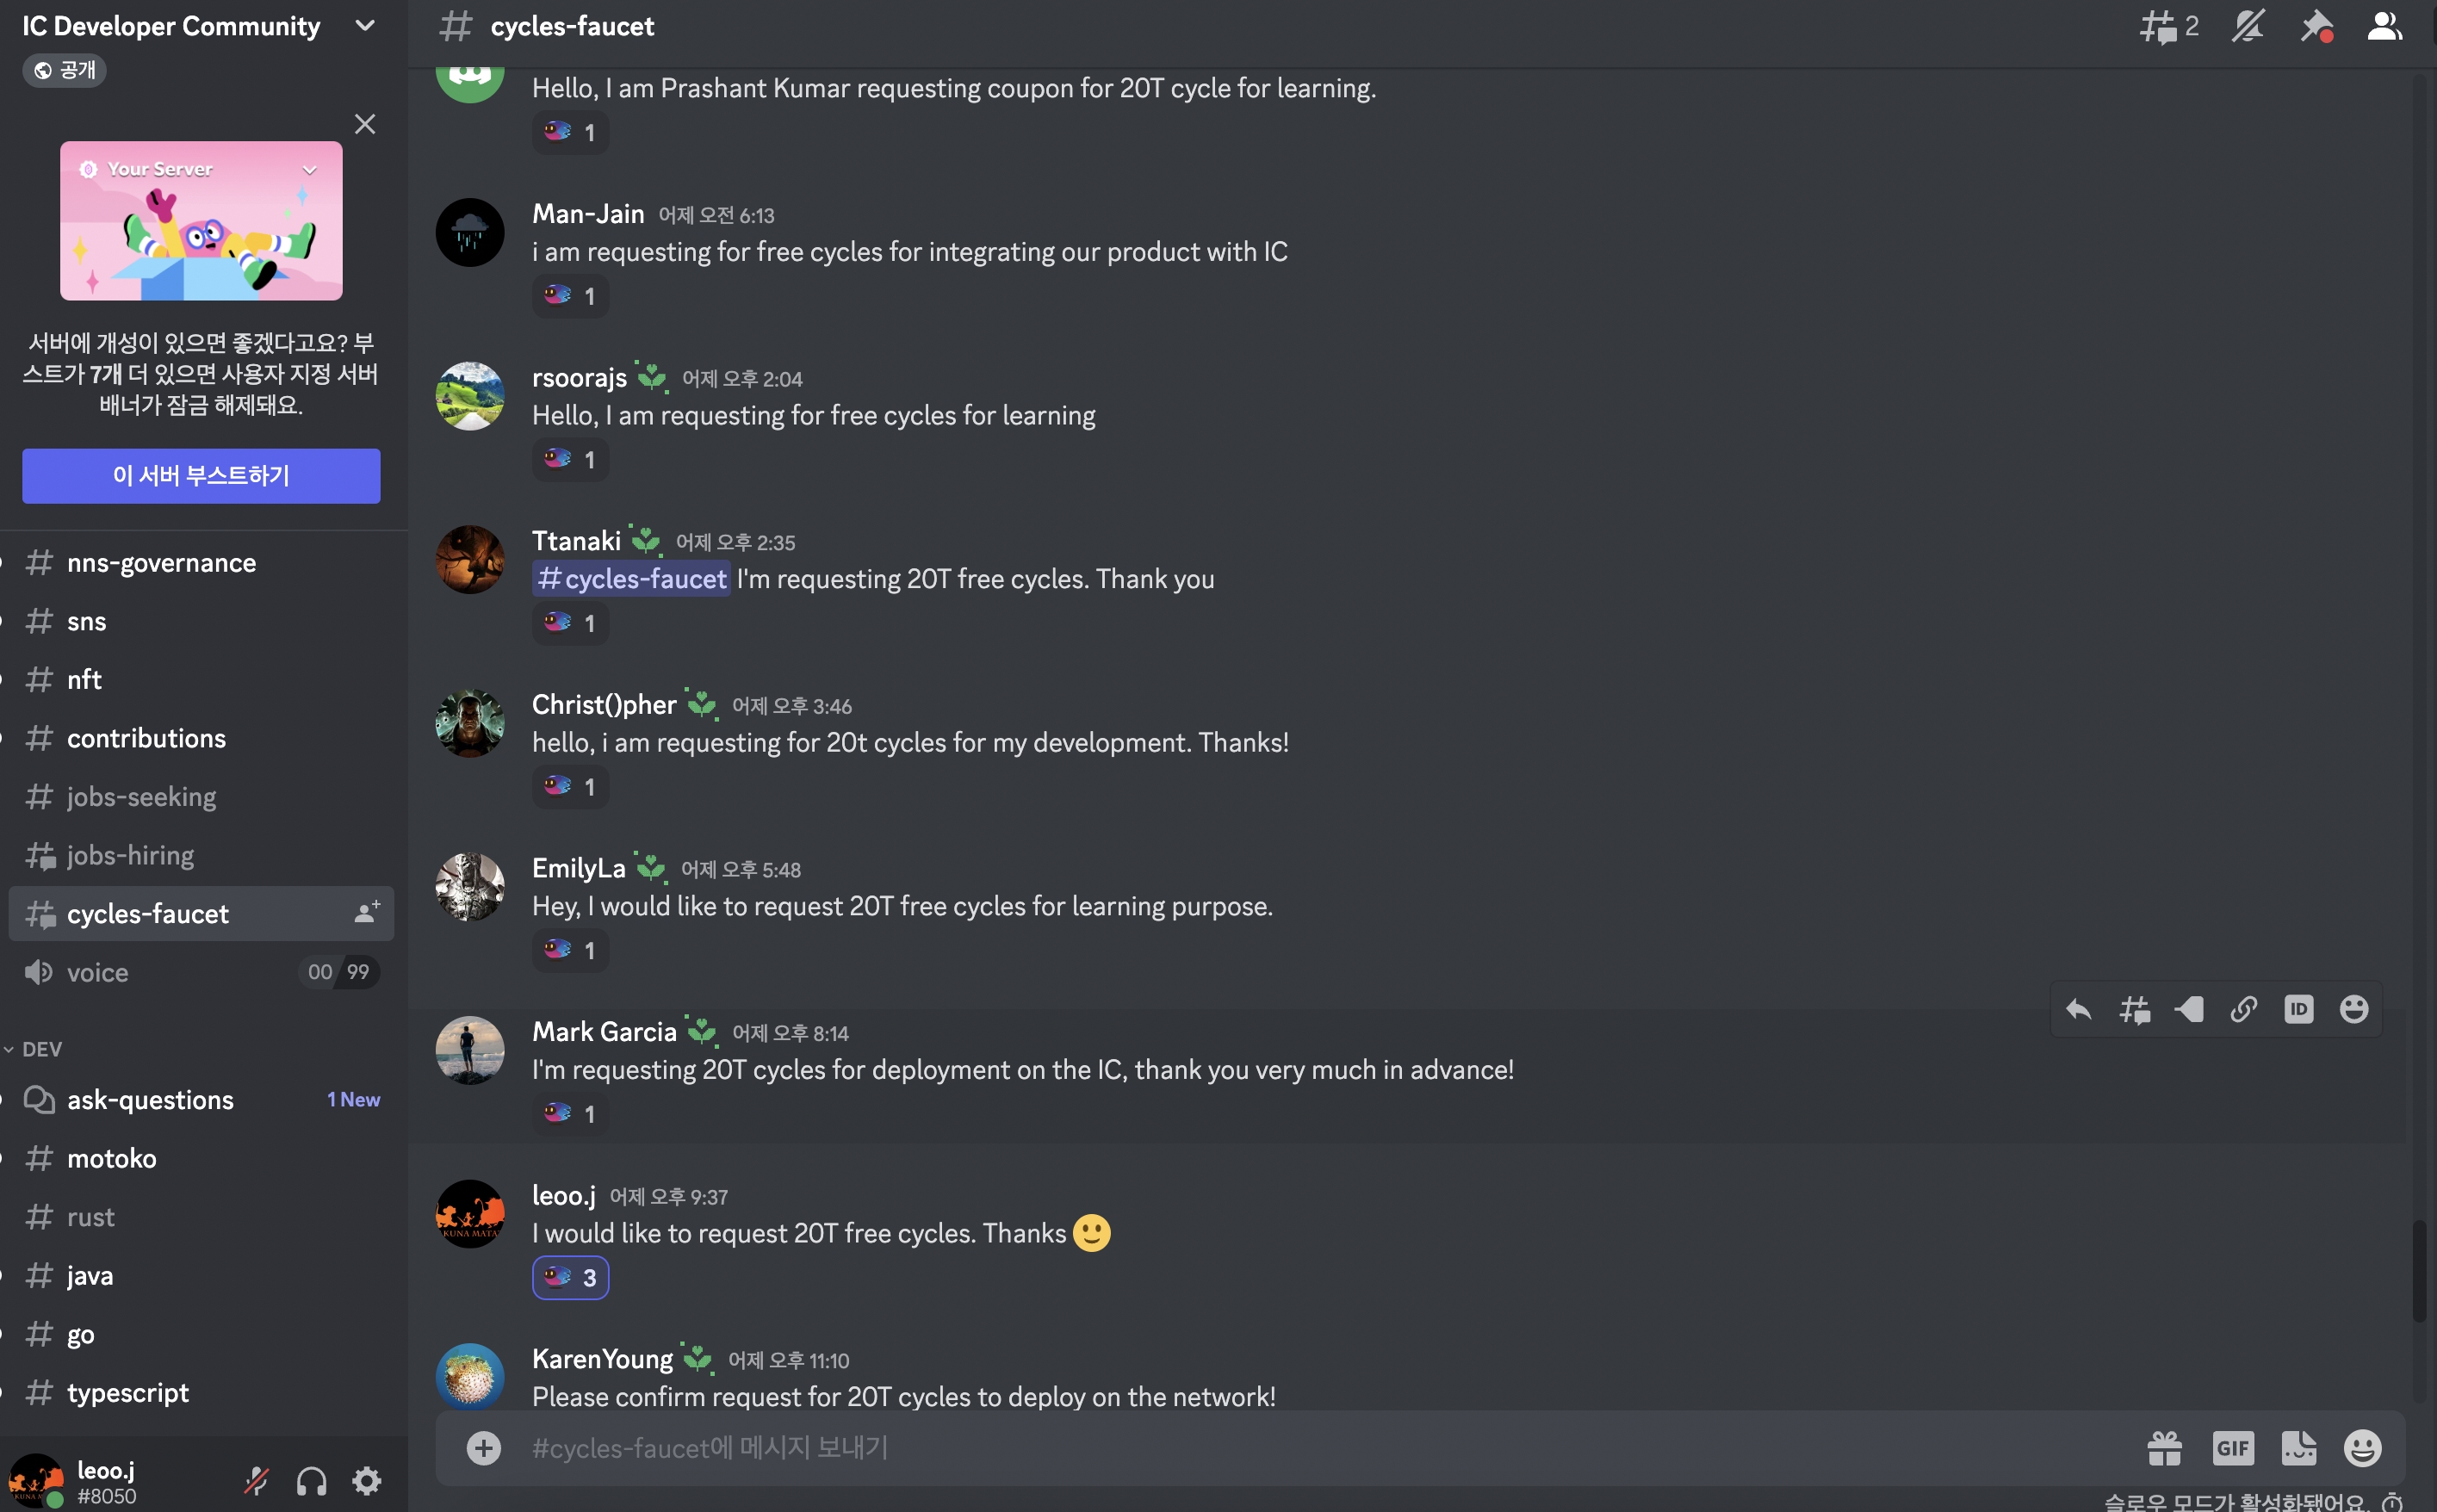 IC Developer Community
공개
Your Server
서버에 개성이 있으면 좋겠다고요? 부
스트가 7개 더 있으면 사용자 지정 서버
배너가 잠금 해제돼요.
이 서버 부스트하기
nns-governance
sns
nft
contributions
jobs-seeking
jobs-hiring
cycles-faucet
voice
00 99
DEV
ask-questions
1 New
motoko
rust
java
go
typescript
leoo.j
#8050
cycles-faucet
2
Hello, I am Prashant Kumar requesting coupon for 20T cycle for learning.
1
Man-Jain 어제 오전 6:13
i am requesting for free cycles for integrating our product with IC
1
rsoorajs 어제 오후 2:04
Hello, I am requesting for free cycles for learning
1
Ttanaki 어제 오후 2:35
#cycles-faucet I'm requesting 20T free cycles. Thank you
1
Christ()pher 어제 오후 3:46
hello, i am requesting for 20t cycles for my development. Thanks!
1
EmilyLa 어제 오후 5:48
Hey, I would like to request 20T free cycles for learning purpose.
1
ID
Mark Garcia 어제 오후 8:14
I'm requesting 20T cycles for deployment on the IC, thank you very much in advance!
1
leoo.j 어제 오후 9:37
I would like to request 20T free cycles. Thanks 🙂
3
KUNA MATA
KarenYoung 어제 오후 11:10
Please confirm request for 20T cycles to deploy on the network!
#cycles-faucet에 메시지 보내기
GIF
슬로우 모드가 활성화됐어요.